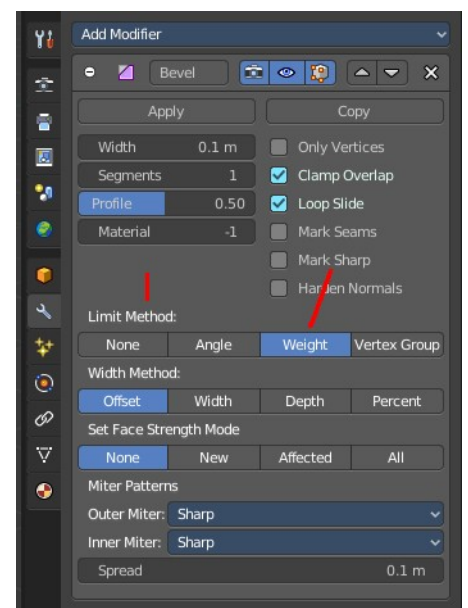 Add Modifier
Bevel
Apply Copy
Width 0.1 m Only Vertices
Segments 1 Clamp Overlap
Profile 0.50 Loop Slide
Material -1 Mark Seams
Mark Sharp
Harden Normals
Limit Method:
None Angle Weight Vertex Group
Width Method:
Offset Width Depth Percent
Set Face Strength Mode
None New Affected All
Miter Patterns
Outer Miter: Sharp
Inner Miter: Sharp
Spread 0.1 m